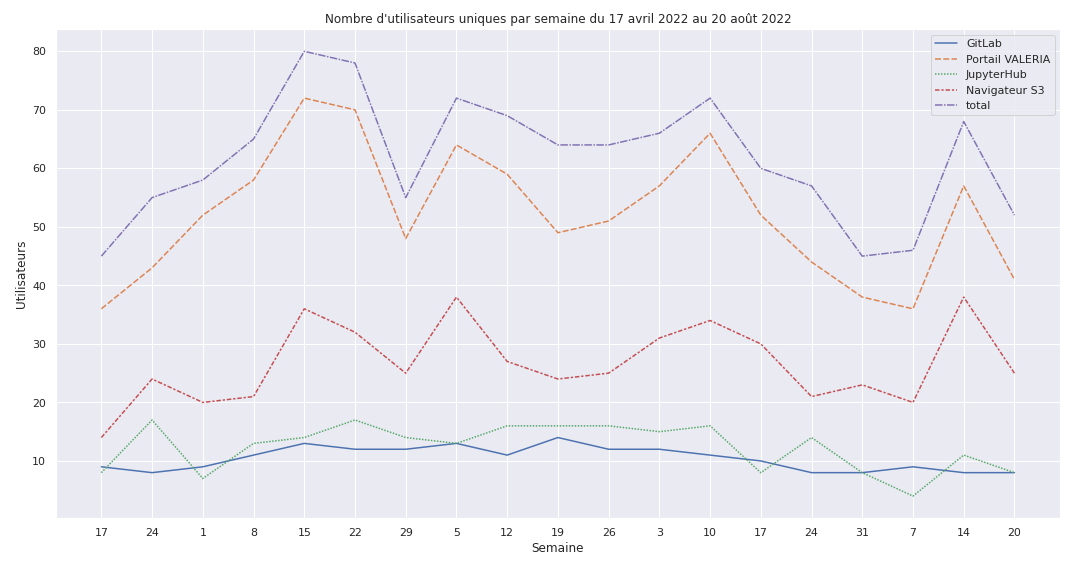 Nombre d'utilisateurs uniques par semaine du 17 avril 2022 au 20 août 2022
GitLab
Portail VALERIA
JupyterHub
Navigateur S3
total
80
70
60
50
40
30
20
10
Utilisateurs
17 24 1 8 15 22 29 5 12 19 26 3 10 17 24 31 7 14 20
Semaine